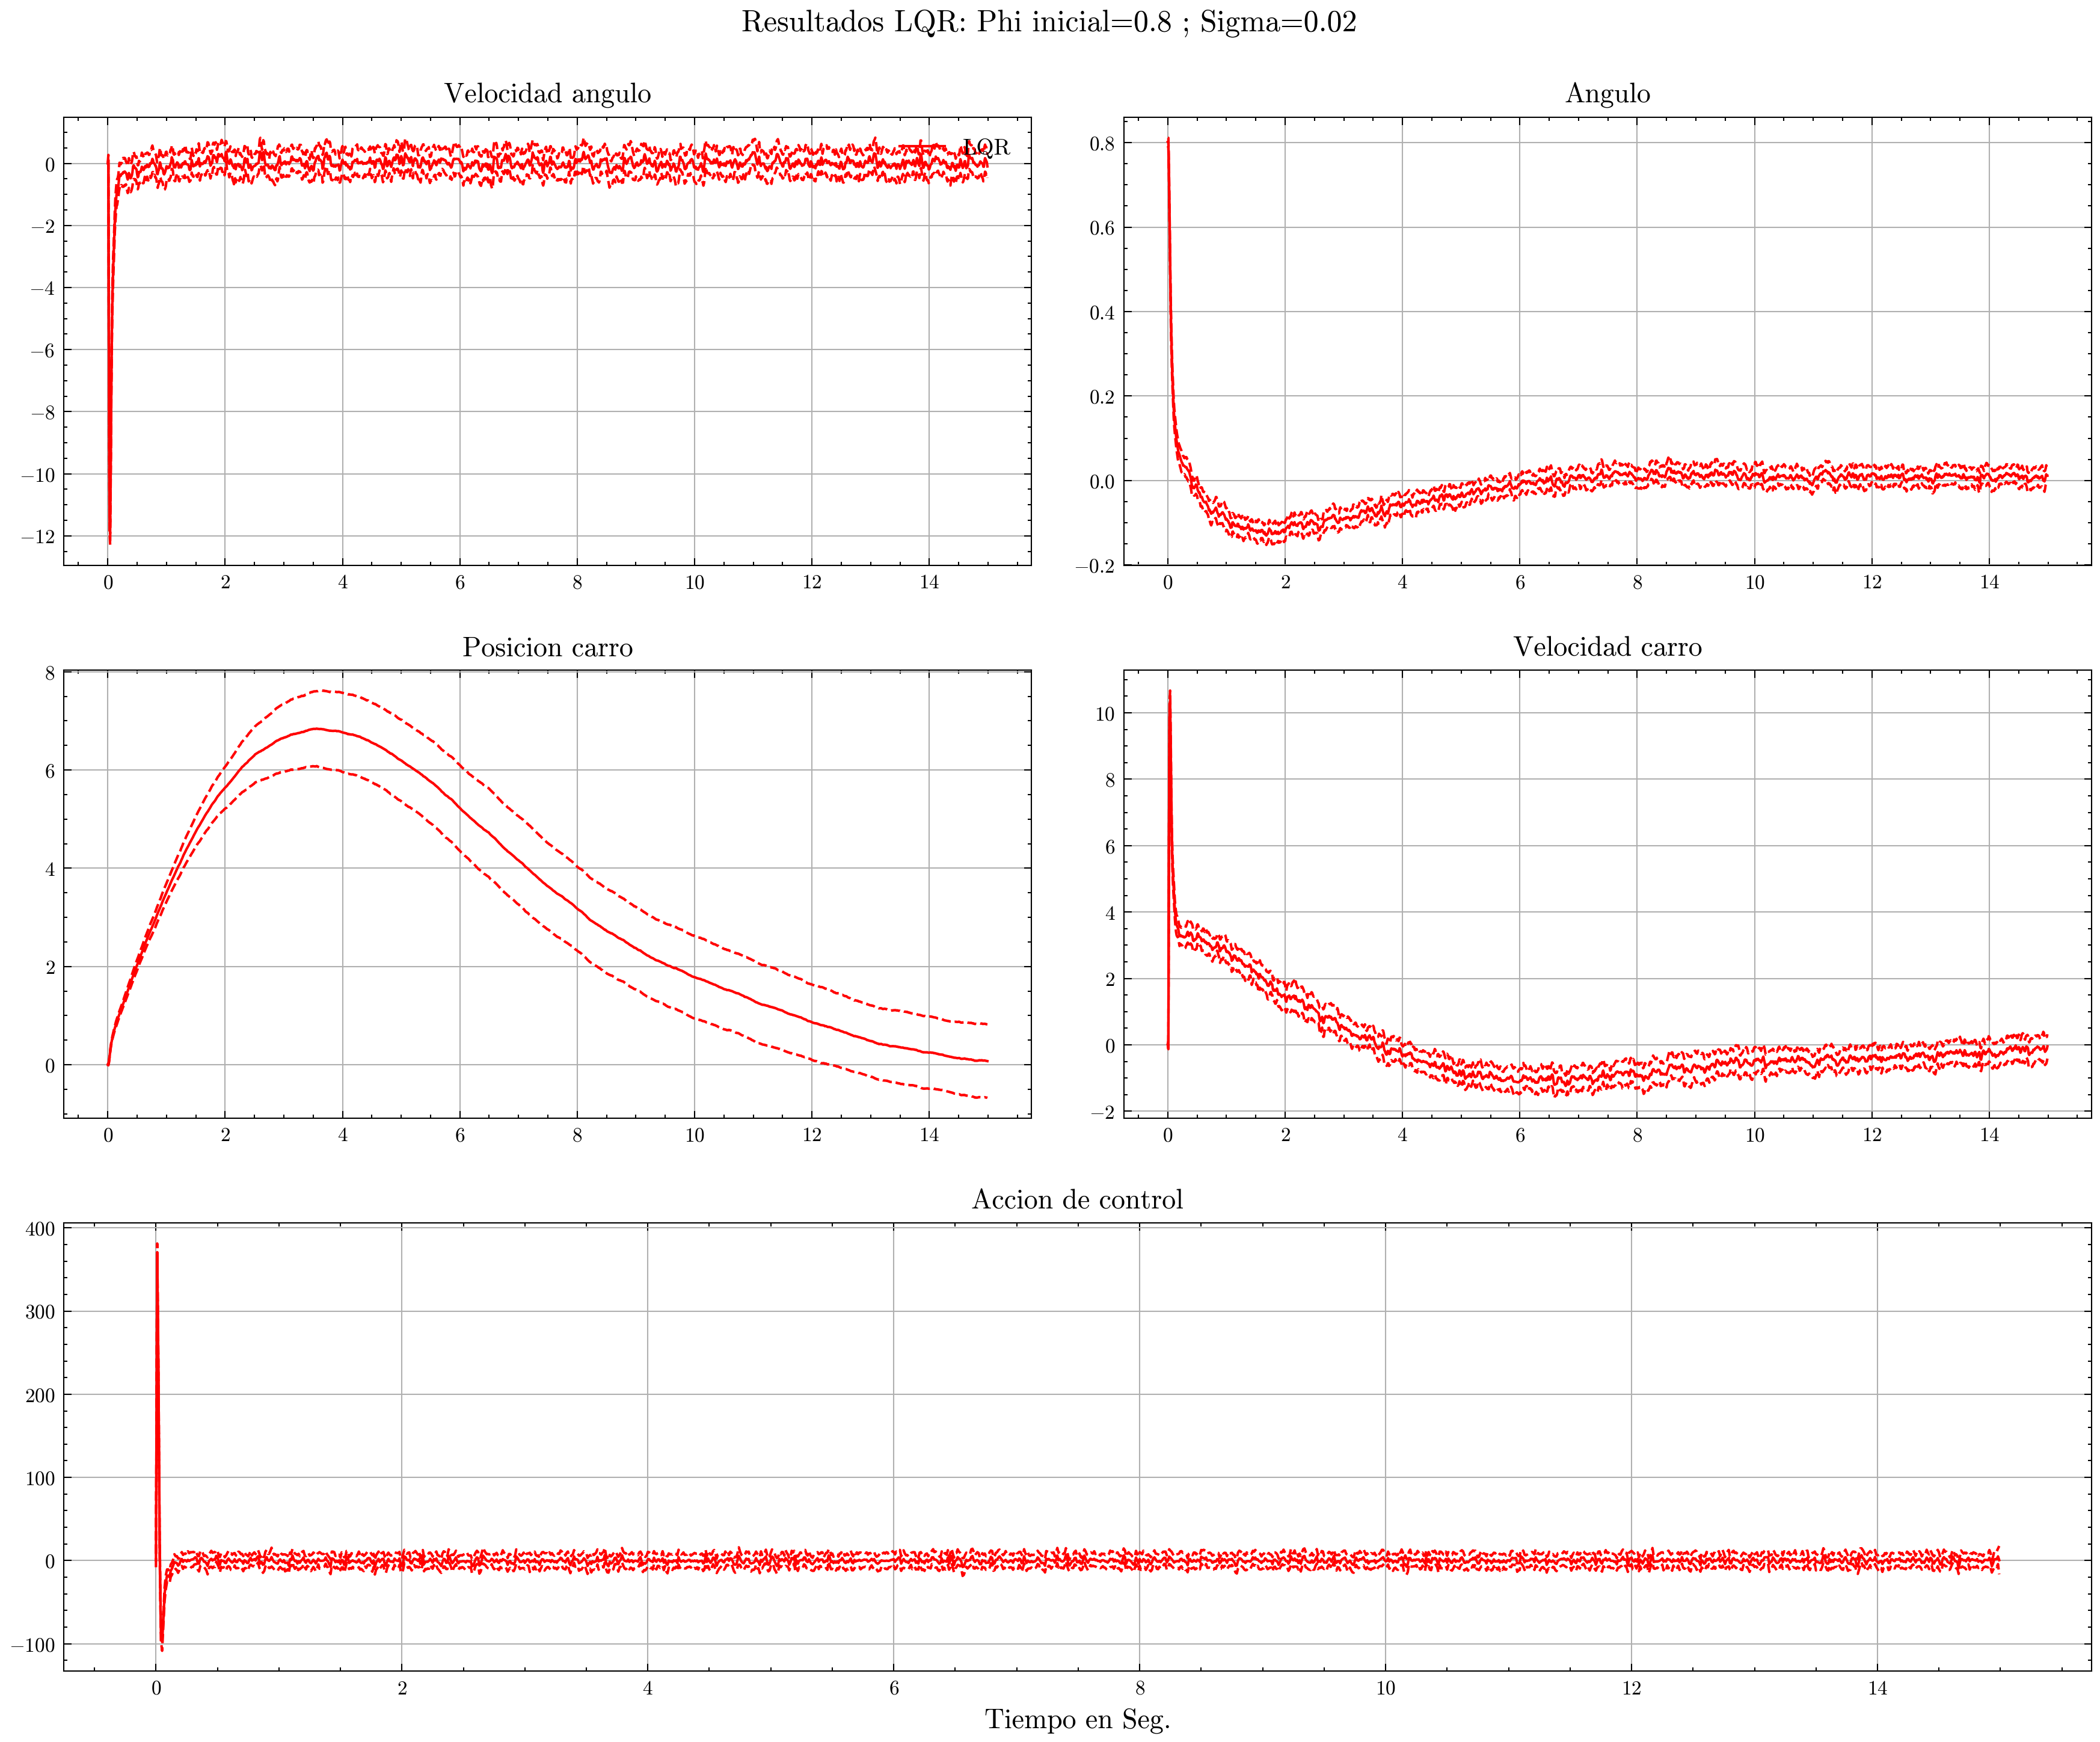 Resultados LQR: Phi inicial=0.8 ; Sigma=0.02
Velocidad angulo
0
−2
−4
−6
−8
−10
−12
0 2 4 6 8 10 12 14
LQR
Angulo
0.8
0.6
0.4
0.2
0.0
−0.2
0 2 4 6 8 10 12 14
Posicion carro
8
6
4
2
0
0 2 4 6 8 10 12 14
Velocidad carro
10
8
6
4
2
0
−2
0 2 4 6 8 10 12 14
Accion de control
400
300
200
100
0
−100
0 2 4 6 8 10 12 14
Tiempo en Seg.